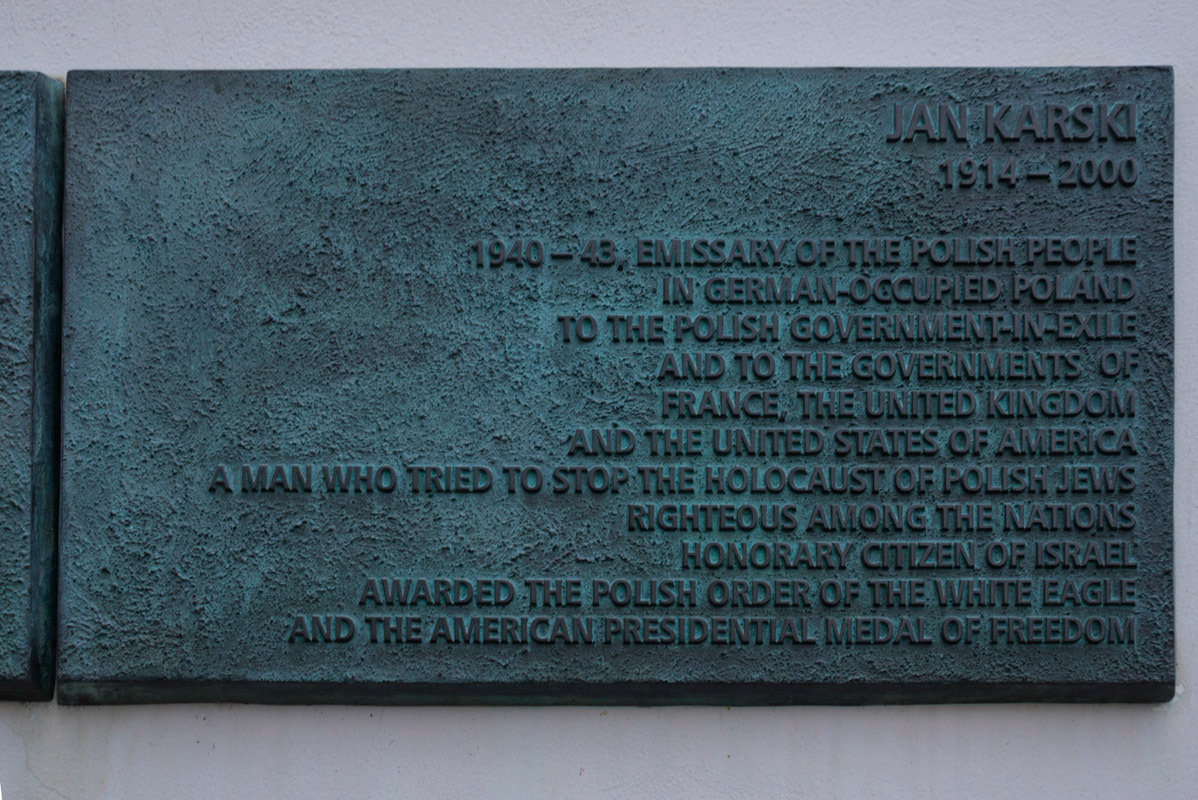 JAN KARSKI
1914 – 2000
1940 – 43, EMISSARY OF THE POLISH PEOPLE
IN GERMAN-OCCUPIED POLAND
TO THE POLISH GOVERNMENT-IN-EXILE
AND TO THE GOVERNMENTS OF
FRANCE, THE UNITED KINGDOM
AND THE UNITED STATES OF AMERICA
A MAN WHO TRIED TO STOP THE HOLOCAUST OF POLISH JEWS
RIGHTEOUS AMONG THE NATIONS
HONORARY CITIZEN OF ISRAEL
AWARDED THE POLISH ORDER OF THE WHITE EAGLE
AND THE AMERICAN PRESIDENTIAL MEDAL OF FREEDOM